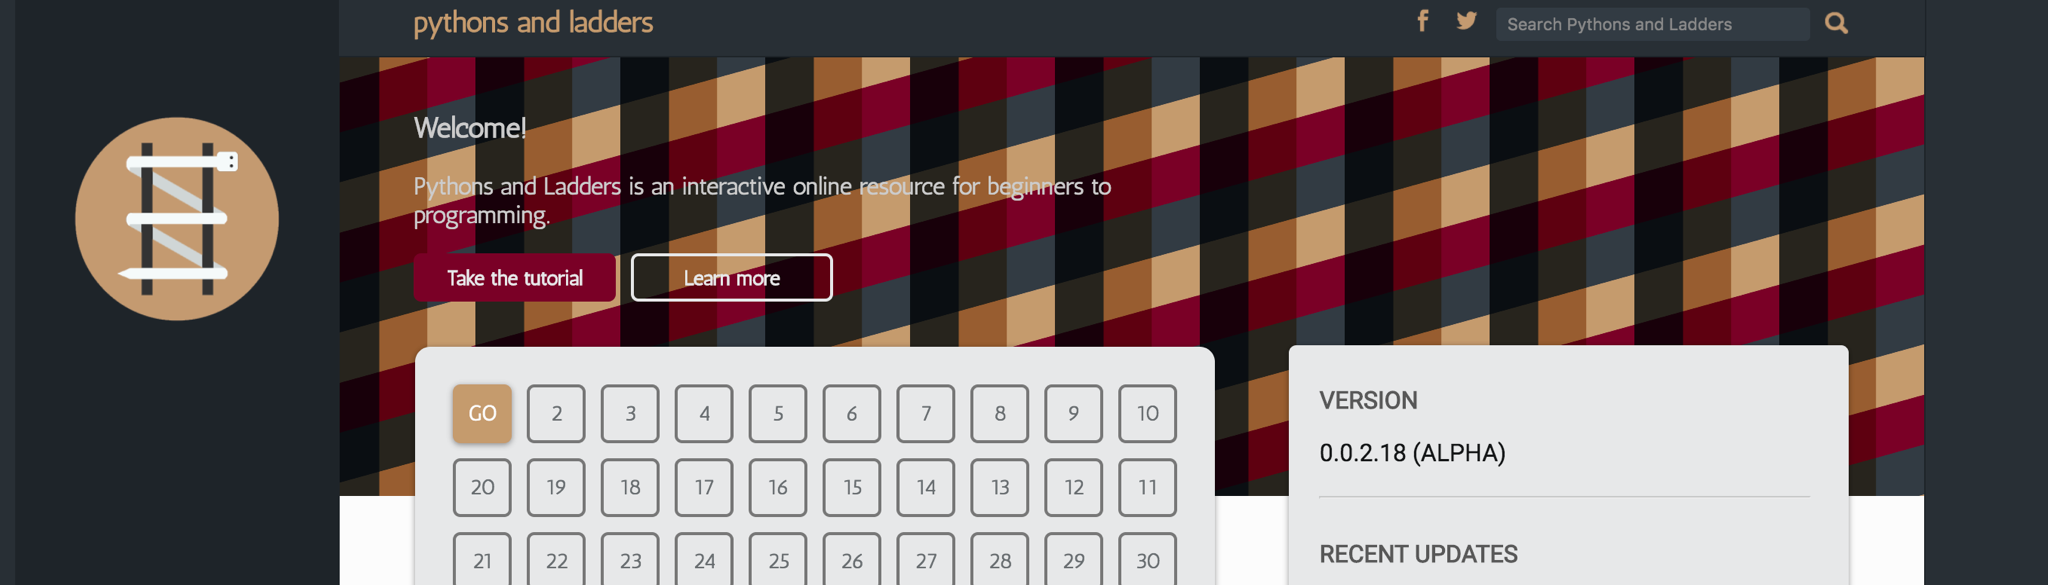 pythons and ladders
Search Pythons and Ladders
Welcome!
Pythons and Ladders is an interactive online resource for beginners to
programming.
Take the tutorial
Learn more
GO 2 3 4 5 6 7 8 9 10
20 19 18 17 16 15 14 13 12 11
21 22 23 24 25 26 27 28 29 30
VERSION
0.0.2.18 (ALPHA)
RECENT UPDATES